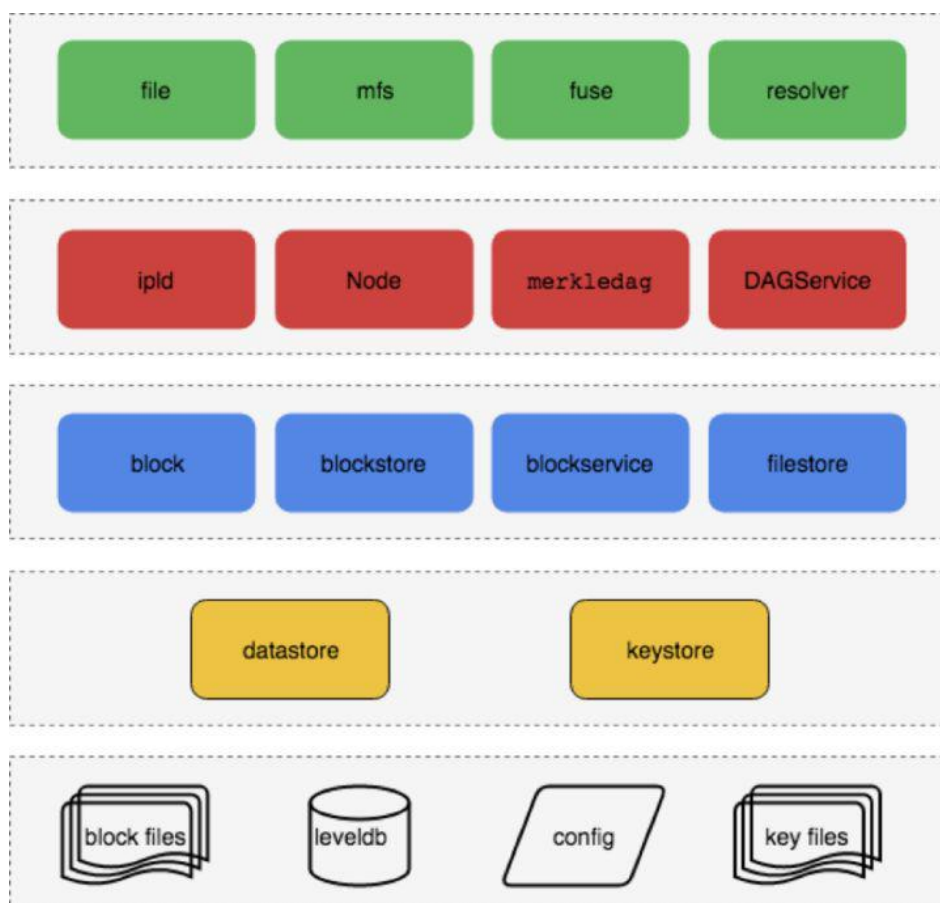 file
mfs
fuse
resolver
ipld
Node
merkledag
DAGService
block
blockstore
blockservice
filestore
datastore
keystore
block files
leveldb
config
key files